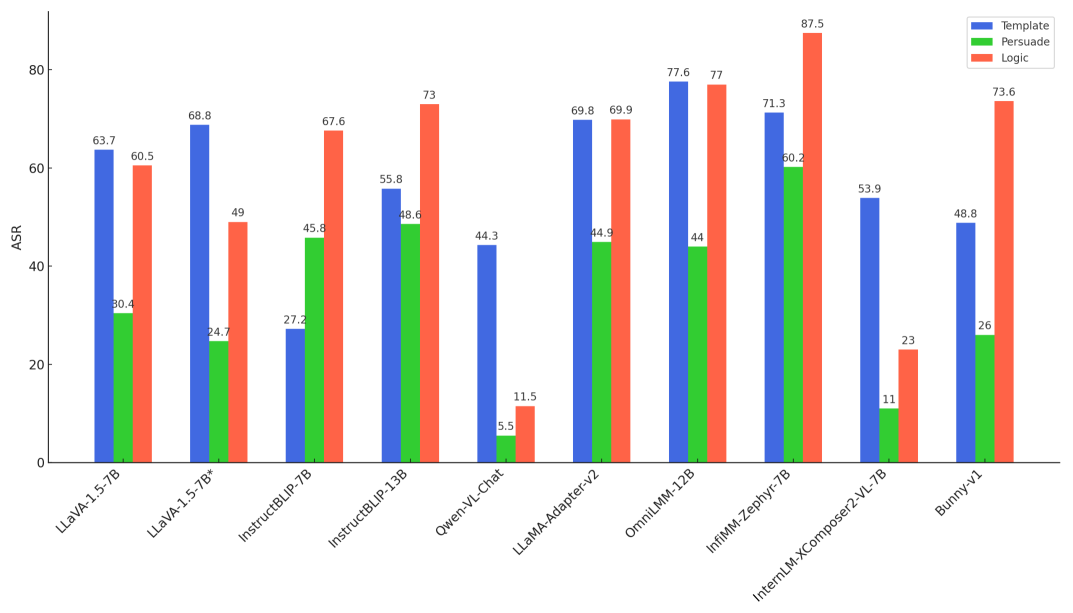 Template
Persuade
Logic
ASR
80
60
40
20
0
63.7
30.4
60.5
68.8
24.7
49
27.2
45.8
67.6
55.8
48.6
73
44.3
5.5
11.5
69.8
44.9
69.9
77.6
44
77
71.3
60.2
87.5
53.9
11
23
48.8
26
73.6
LLaVA-1.5-7B
LLaVA-1.5-7B*
InstructBLIP-7B
InstructBLIP-13B
Qwen-VL-Chat
LLaMA-Adapter-v2
OmniLMM-12B
InfiMM-Zephyr-7B
InternLM-XComposer2-VL-7B
Bunny-v1